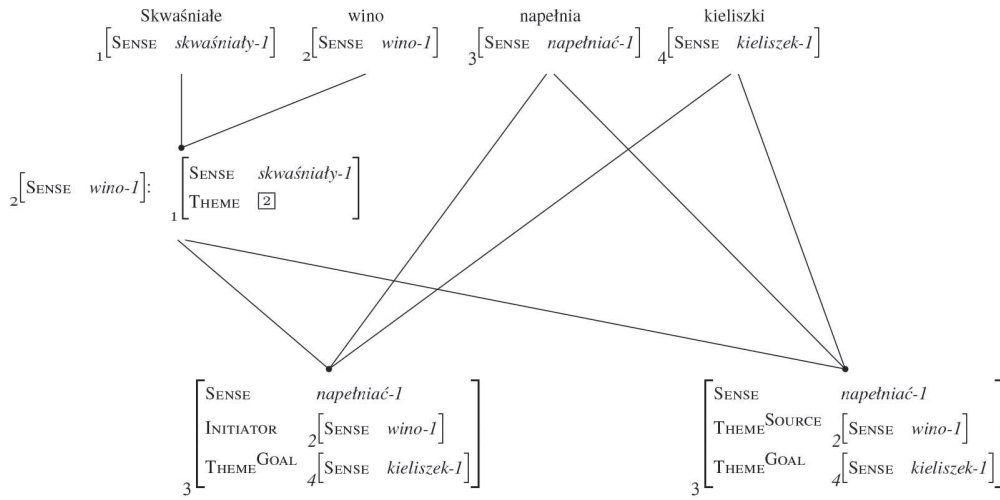 Skwaśniałe wino napełnia kieliszki
1[SENSE skwaśniały-1] 2[SENSE wino-1] 3[SENSE napełniać-1] 4[SENSE kieliszek-1]
2[SENSE wino-1]: 1[SENSE skwaśniały-1
THEME 2]
SENSE napełniać-1
INITIATOR 2[SENSE wino-1]
3 THEME^GOAL 4[SENSE kieliszek-1]
SENSE napełniać-1
THEME^SOURCE 2[SENSE wino-1]
3 THEME^GOAL 4[SENSE kieliszek-1]